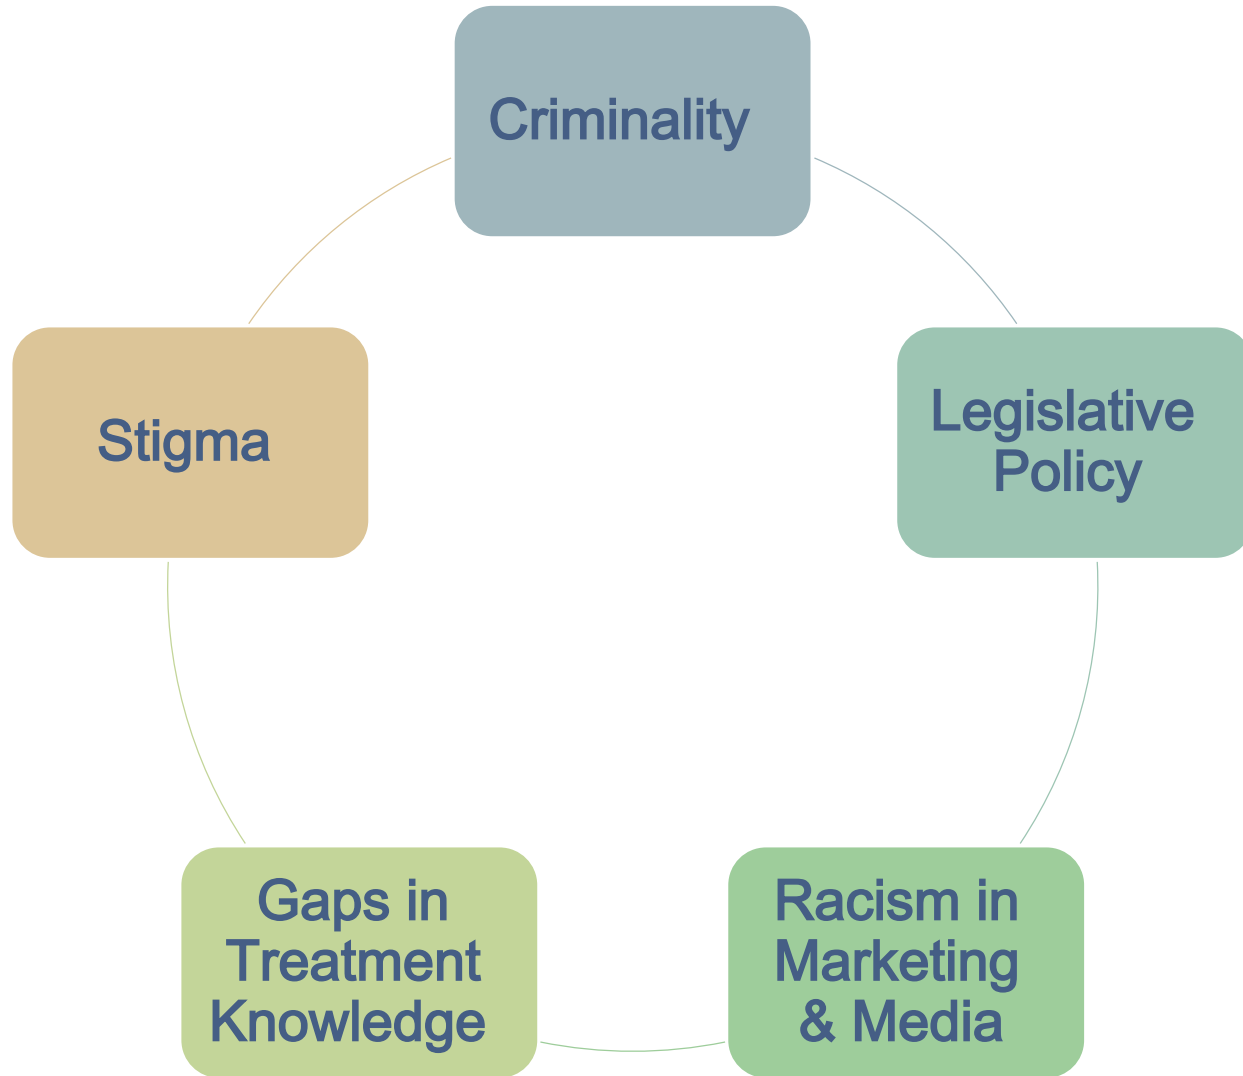 Criminality
Legislative
Policy
Racism in
Marketing
& Media
Gaps in
Treatment
Knowledge
Stigma